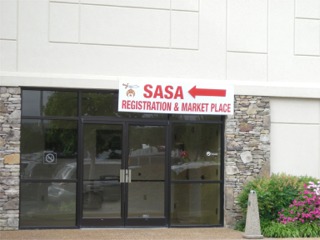 SASA
REGISTRATION & MARKET PLACE